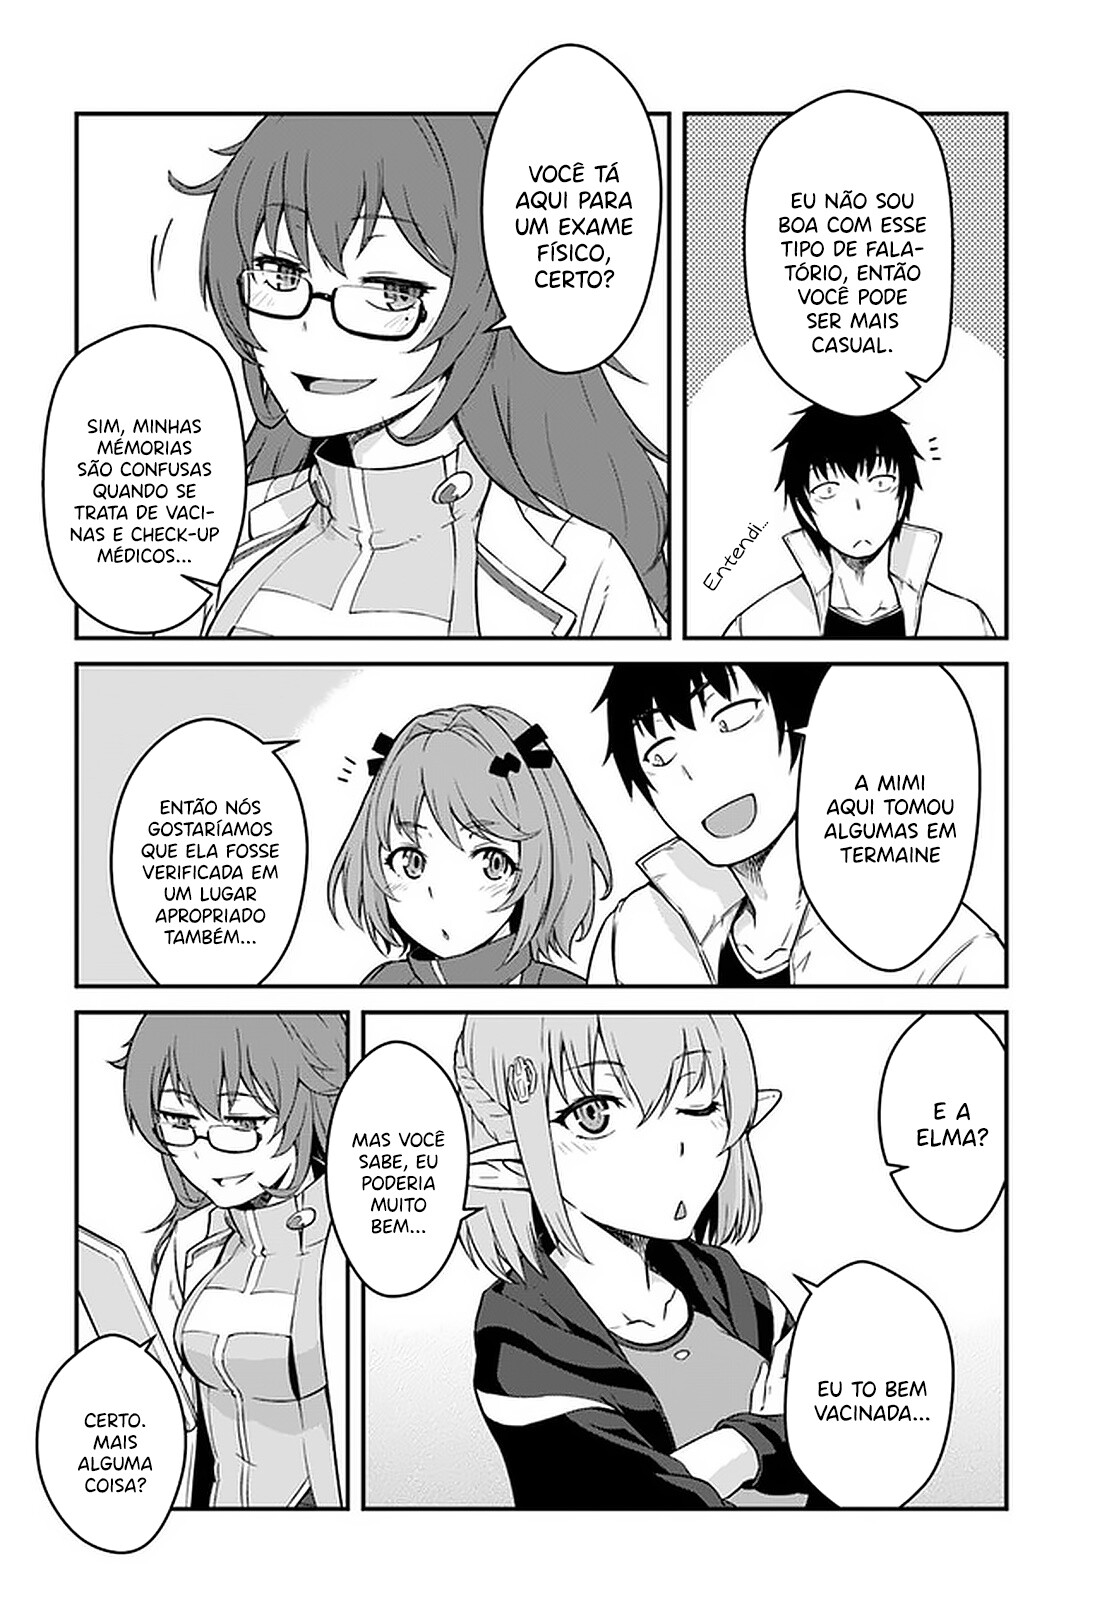 EU NÃO SOU
BOA COM ESSE
TIPO DE FALA-
TÓRIO, ENTÃO
VOCÊ PODE
SER MAIS
CASUAL.
Entendi...
VOCÊ TÁ
AQUI PARA
UM EXAME
FÍSICO,
CERTO?
SIM, MINHAS
MÉMORIAS
SÃO CONFUSAS
QUANDO SE
TRATA DE VACI-
NAS E CHECK-UP
MÉDICOS...
A MIMI
AQUI TOMOU
ALGUMAS EM
TERMAINE
ENTÃO NÓS
GOSTARÍAMOS
QUE ELA FOSSE
VERIFICADA EM
UM LUGAR
APROPRIADO
TAMBÉM...
E A
ELMA?
EU TO BEM
VACINADA...
MAS VOCÊ
SABE, EU
PODERIA
MUITO
BEM...
CERTO.
MAIS
ALGUMA
COISA?